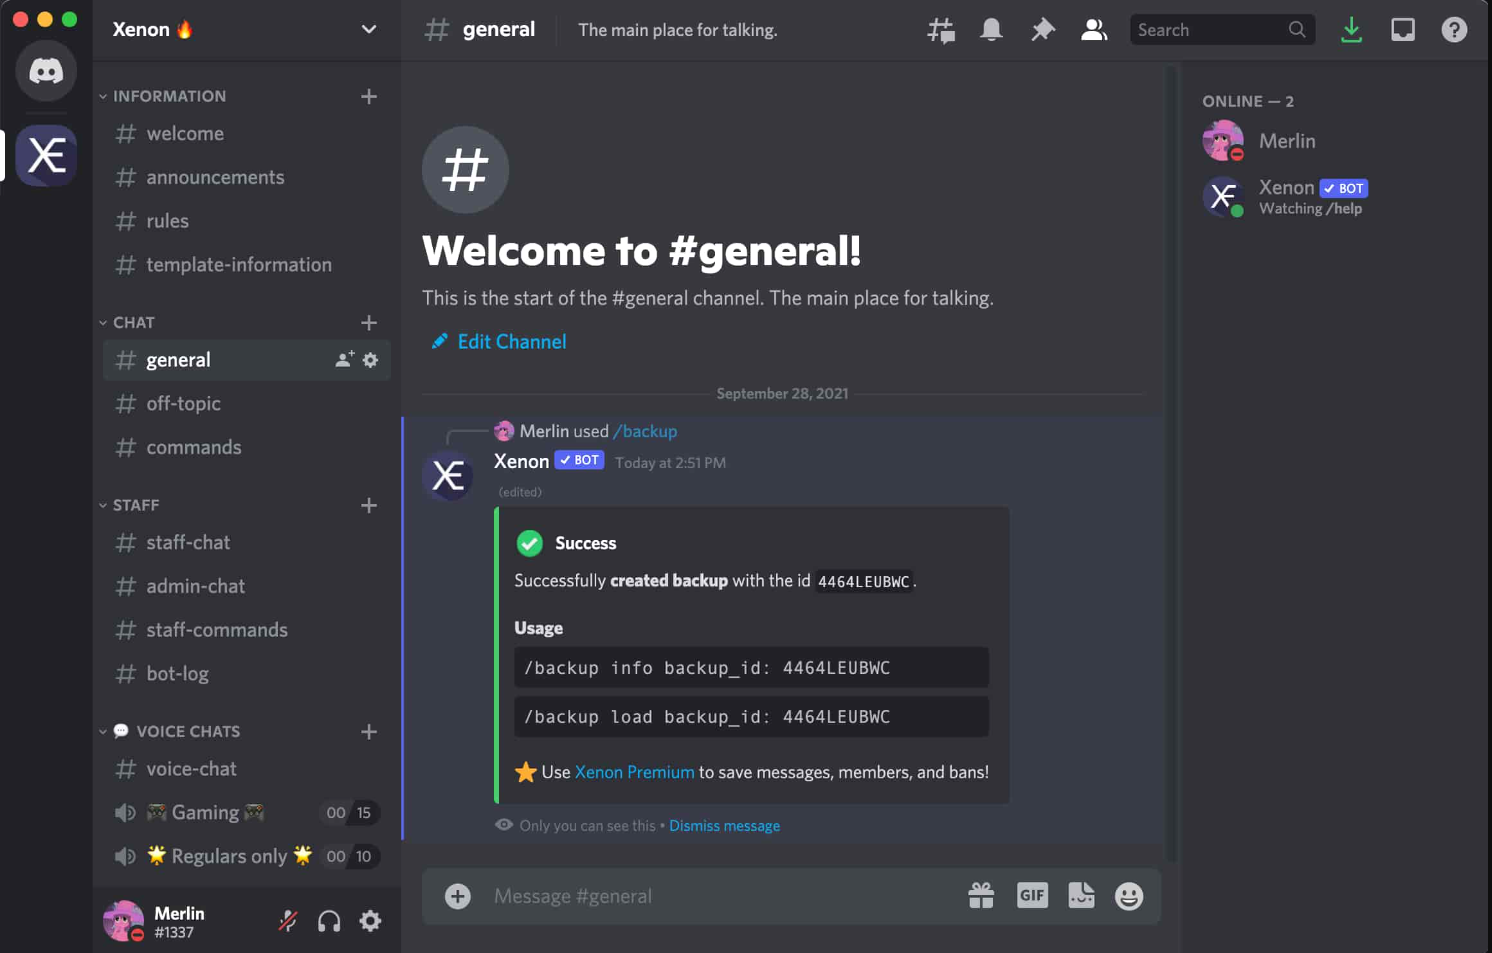 Xenon 🔥
INFORMATION
# welcome
# announcements
# rules
# template-information
CHAT
# general
# off-topic
# commands
STAFF
# staff-chat
# admin-chat
# staff-commands
# bot-log
💬 VOICE CHATS
# voice-chat
🎮 Gaming 🎮 00 15
🌟 Regulars only 🌟 00 10
Merlin
#1337
# general
The main place for talking.
Search
#
Welcome to #general!
This is the start of the #general channel. The main place for talking.
Edit Channel
September 28, 2021
Merlin used /backup
Xenon ✓ BOT Today at 2:51 PM
(edited)
Success
Successfully created backup with the id 4464LEUBWC.
Usage
/backup info backup_id: 4464LEUBWC
/backup load backup_id: 4464LEUBWC
⭐ Use Xenon Premium to save messages, members, and bans!
Only you can see this • Dismiss message
Message #general
GIF
ONLINE — 2
Merlin
Xenon ✓ BOT
Watching /help